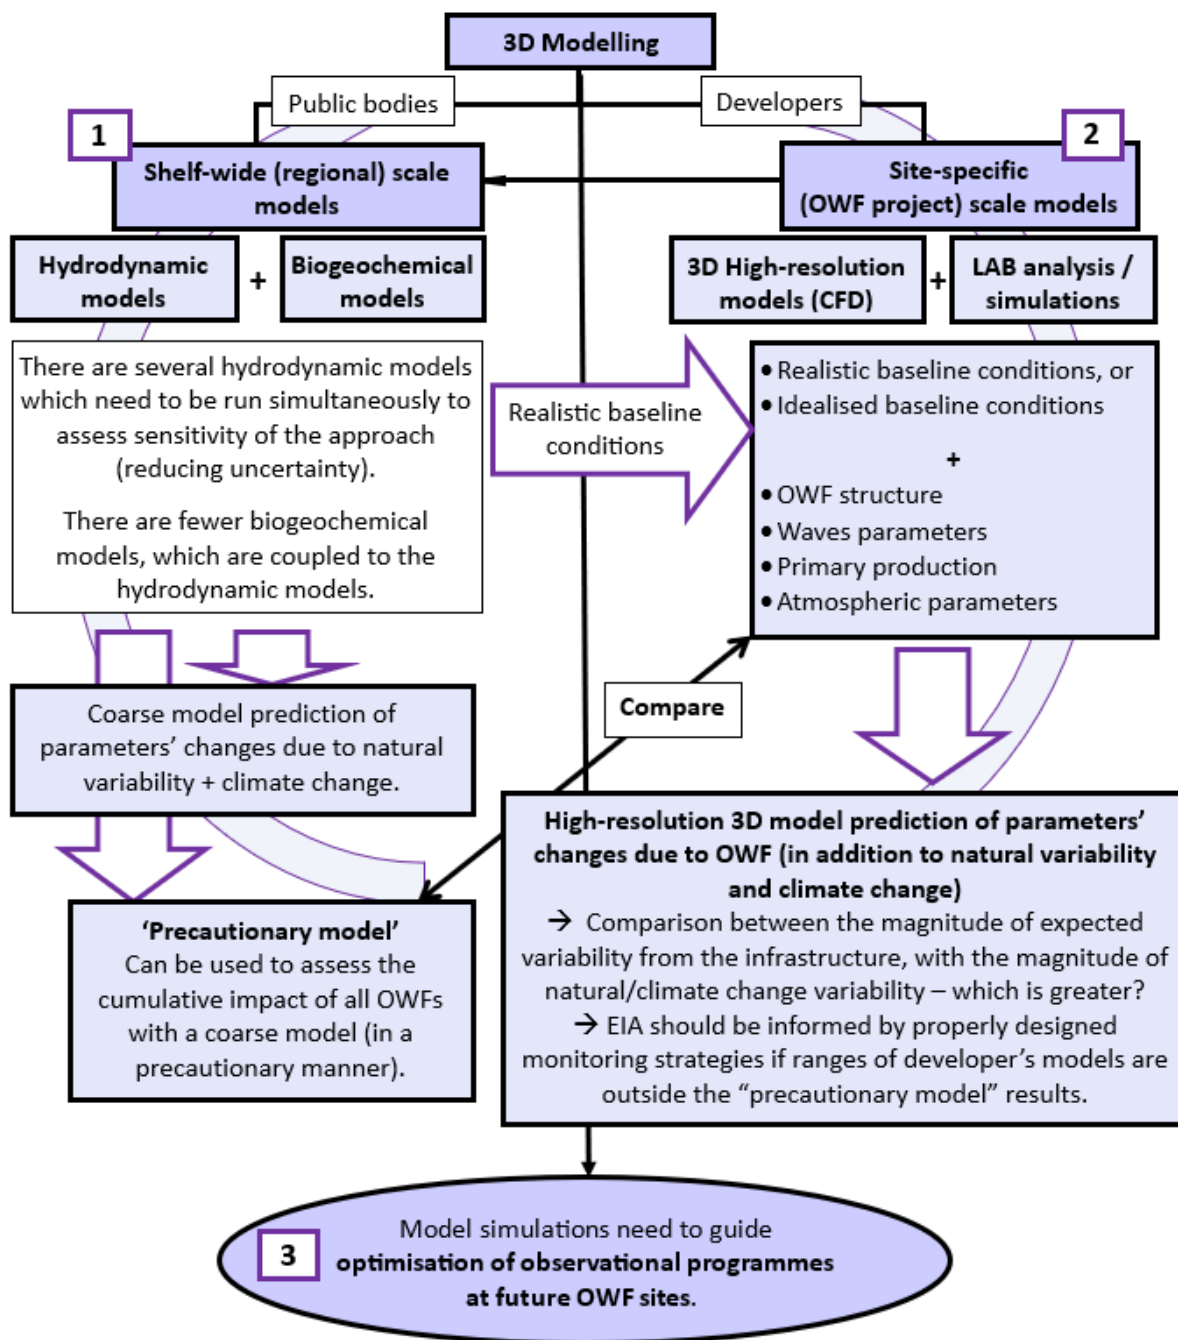 3D Modelling
Public bodies
Developers
1
2
Shelf-wide (regional) scale
models
Site-specific
(OWF project) scale models
Hydrodynamic
models
+
Biogeochemical
models
3D High-resolution
models (CFD)
+
LAB analysis /
simulations
There are several hydrodynamic models
which need to be run simultaneously to
assess sensitivity of the approach
(reducing uncertainty).
There are fewer biogeochemical
models, which are coupled to the
hydrodynamic models.
Realistic baseline
conditions
• Realistic baseline conditions, or
• Idealised baseline conditions
+
• OWF structure
• Waves parameters
• Primary production
• Atmospheric parameters
Coarse model prediction of
parameters’ changes due to natural
variability + climate change.
Compare
‘Precautionary model’
Can be used to assess the
cumulative impact of all OWFs
with a coarse model (in a
precautionary manner).
High-resolution 3D model prediction of parameters’
changes due to OWF (in addition to natural variability
and climate change)
→ Comparison between the magnitude of expected
variability from the infrastructure, with the magnitude of
natural/climate change variability – which is greater?
→ EIA should be informed by properly designed
monitoring strategies if ranges of developer’s models are
outside the “precautionary model” results.
3
Model simulations need to guide
optimisation of observational programmes
at future OWF sites.